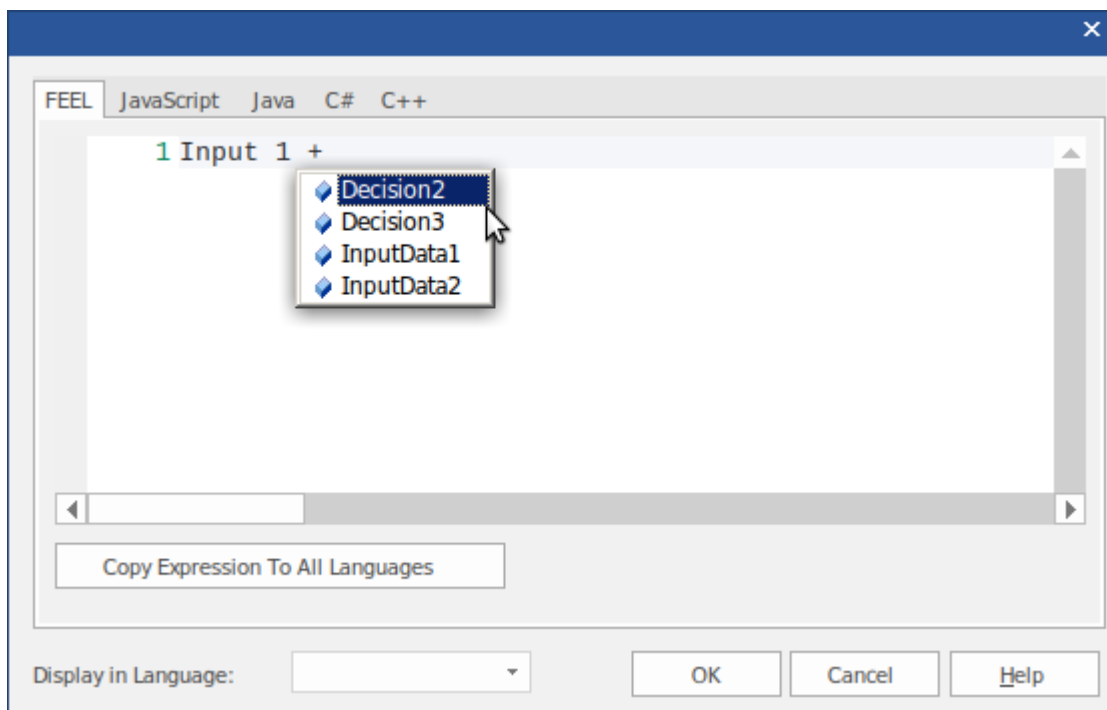 FEEL JavaScript Java C# C++
1 Input 1 +
Decision2
Decision3
InputData1
InputData2
Copy Expression To All Languages
Display in Language: OK Cancel Help